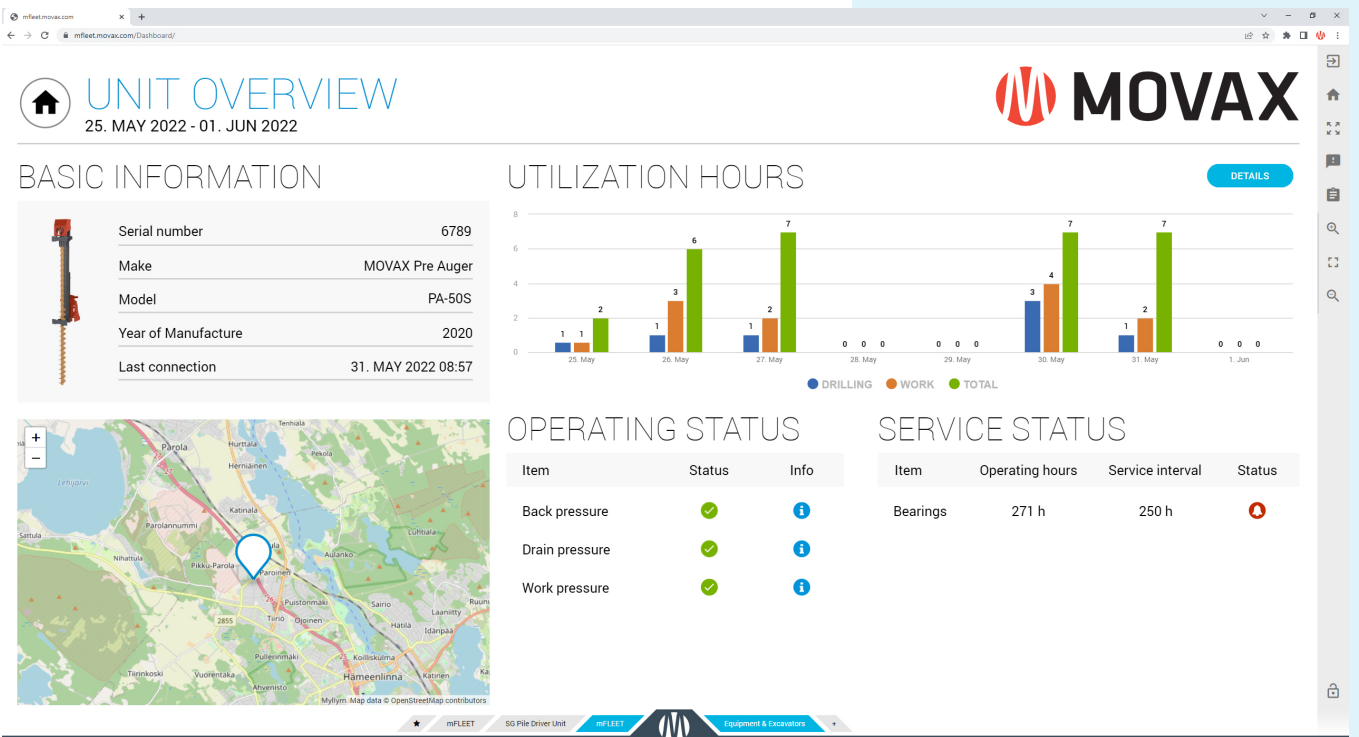 mfleet.movax.com
mfleet.movax.com/Dashboard/
UNIT OVERVIEW
25. MAY 2022 - 01. JUN 2022
MOVAX
BASIC INFORMATION
Serial number 6789
Make MOVAX Pre Auger
Model PA-50S
Year of Manufacture 2020
Last connection 31. MAY 2022 08:57
UTILIZATION HOURS
DETAILS
8
6
4
2
0
1 1 2
1 3 6
1 2 7
0 0 0
0 0 0
3 4 7
1 2 7
0 0 0
25. May 26. May 27. May 28. May 29. May 30. May 31. May 1. Jun
DRILLING WORK TOTAL
+
−
Tenhiala
Parola
Hurttala
Pekola
Herniäinen
Lehijärvi
Katinala
Parolannummi
Sattula
Luhtiala
Nihattula
Aulanko
Pikku-Parola
Paroinen
Puistonmäki
Sairio
Ruun
2855
Tiiriö
Ojoinen
Laaniitty
Hätilä
Idänpää
Pullerinmäki
Koilliskulma
Tiirinkoski
Vuorentaka
Hämeenlinna
Katinen
Ka
Ahvenisto
Myllym Map data © OpenStreetMap contributors
OPERATING STATUS
Item Status Info
Back pressure
Drain pressure
Work pressure
SERVICE STATUS
Item Operating hours Service interval Status
Bearings 271 h 250 h
mFLEET SG Pile Driver Unit mFLEET Equipment & Excavators +